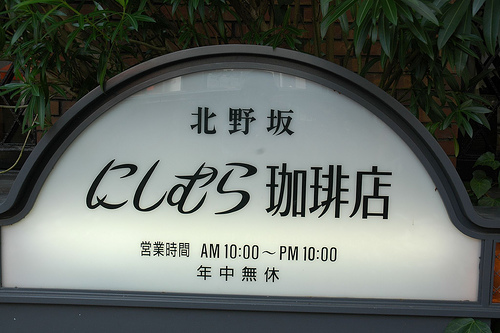 北野坂
にしむら珈琲店
営業時間 AM 10:00～PM 10:00
年中無休